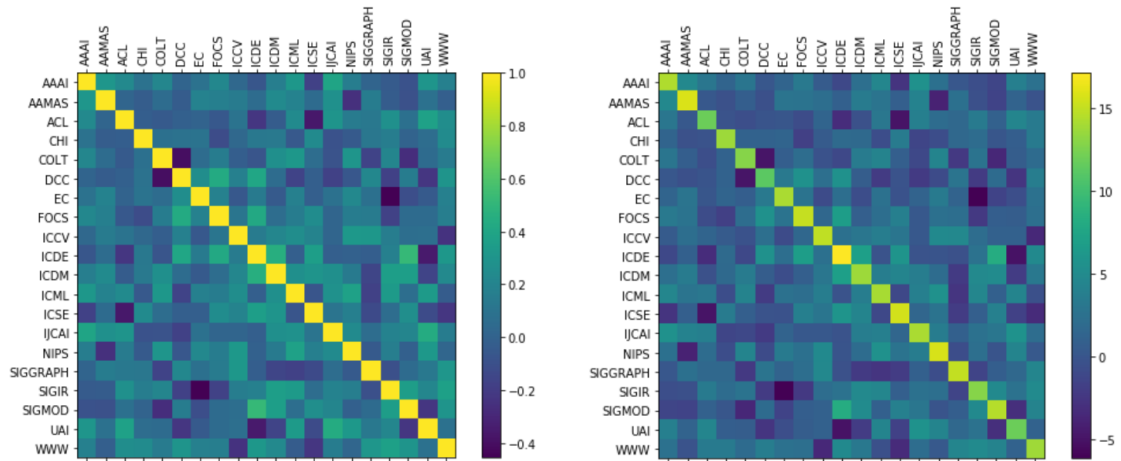 AAAI AAMAS ACL CHI COLT DCC EC FOCS ICCV ICDE ICDM ICML ICSE IJCAI NIPS SIGGRAPH SIGIR SIGMOD UAI WWW
AAAI
AAMAS
ACL
CHI
COLT
DCC
EC
FOCS
ICCV
ICDE
ICDM
ICML
ICSE
IJCAI
NIPS
SIGGRAPH
SIGIR
SIGMOD
UAI
WWW
1.0
0.8
0.6
0.4
0.2
0.0
−0.2
−0.4
AAAI AAMAS ACL CHI COLT DCC EC FOCS ICCV ICDE ICDM ICML ICSE IJCAI NIPS SIGGRAPH SIGIR SIGMOD UAI WWW
AAAI
AAMAS
ACL
CHI
COLT
DCC
EC
FOCS
ICCV
ICDE
ICDM
ICML
ICSE
IJCAI
NIPS
SIGGRAPH
SIGIR
SIGMOD
UAI
WWW
15
10
5
0
−5